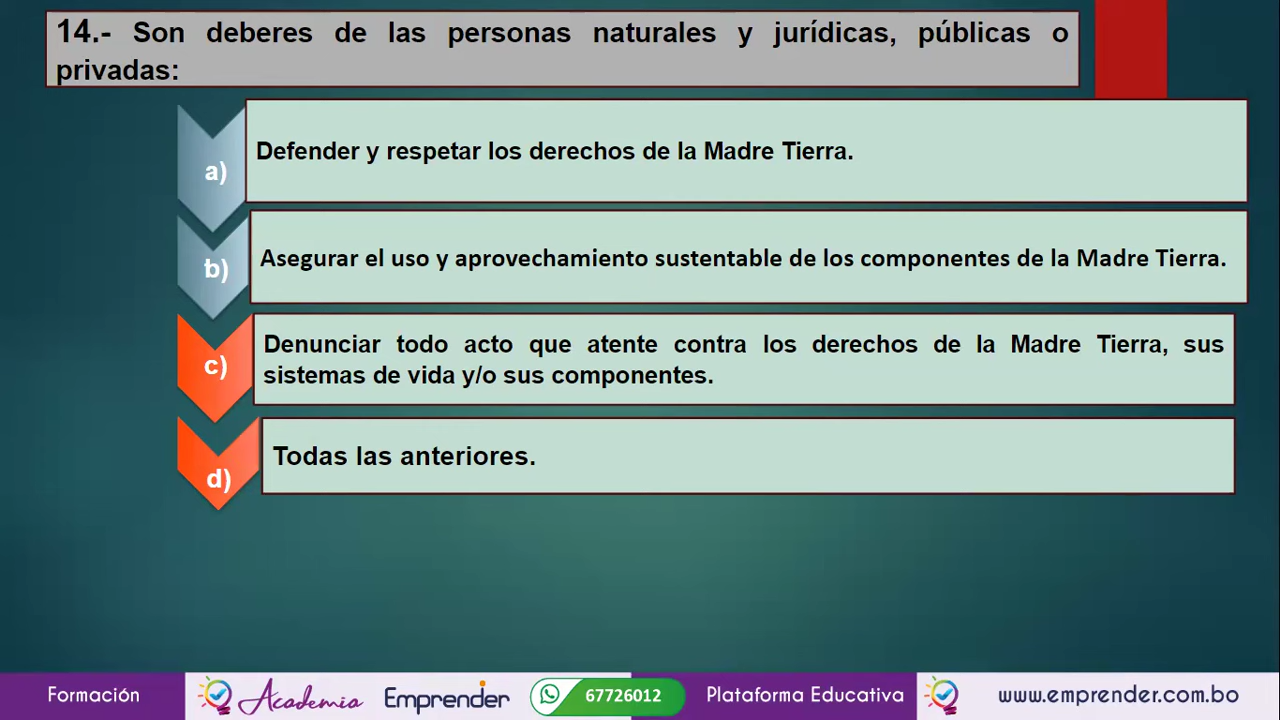 14.- Son deberes de las personas naturales y jurídicas, públicas o
privadas:
a) Defender y respetar los derechos de la Madre Tierra.
b) Asegurar el uso y aprovechamiento sustentable de los componentes de la Madre Tierra.
c) Denunciar todo acto que atente contra los derechos de la Madre Tierra, sus
sistemas de vida y/o sus componentes.
d) Todas las anteriores.
Formación Academia Emprender 67726012 Plataforma Educativa www.emprender.com.bo